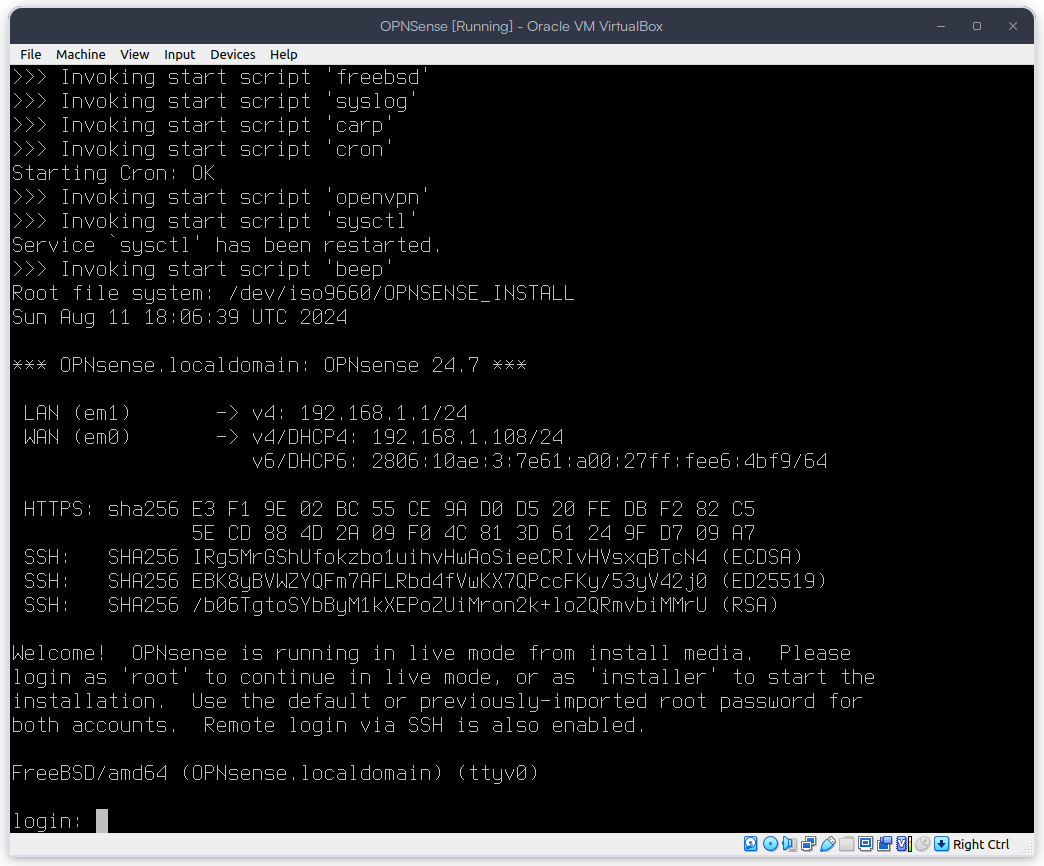 OPNSense [Running] - Oracle VM VirtualBox
File Machine View Input Devices Help
>>> Invoking start script 'freebsd'
>>> Invoking start script 'syslog'
>>> Invoking start script 'carp'
>>> Invoking start script 'cron'
Starting Cron: OK
>>> Invoking start script 'openvpn'
>>> Invoking start script 'sysctl'
Service `sysctl' has been restarted.
>>> Invoking start script 'beep'
Root file system: /dev/iso9660/OPNSENSE_INSTALL
Sun Aug 11 18:06:39 UTC 2024
*** OPNsense.localdomain: OPNsense 24.7 ***
LAN (em1) -> v4: 192.168.1.1/24
WAN (em0) -> v4/DHCP4: 192.168.1.108/24
v6/DHCP6: 2806:10ae:3:7e61:a00:27ff:fee6:4bf9/64
HTTPS: sha256 E3 F1 9E 02 BC 55 CE 9A D0 D5 20 FE DB F2 82 C5
5E CD 88 4D 2A 09 F0 4C 81 3D 61 24 9F D7 09 A7
SSH: SHA256 IRg5MrGShUfokzbo1uihvHwAoSieeCRIvHVsxqBTcN4 (ECDSA)
SSH: SHA256 EBK8yBVWZYQFm7AFLRbd4fVwKX7QPccFKy/53yV42j0 (ED25519)
SSH: SHA256 /b06TgtoSYbByM1kXEPoZUiMron2k+loZQRmvbiMMrU (RSA)
Welcome! OPNsense is running in live mode from install media. Please
login as 'root' to continue in live mode, or as 'installer' to start the
installation. Use the default or previously-imported root password for
both accounts. Remote login via SSH is also enabled.
FreeBSD/amd64 (OPNsense.localdomain) (ttyv0)
login:
Right Ctrl